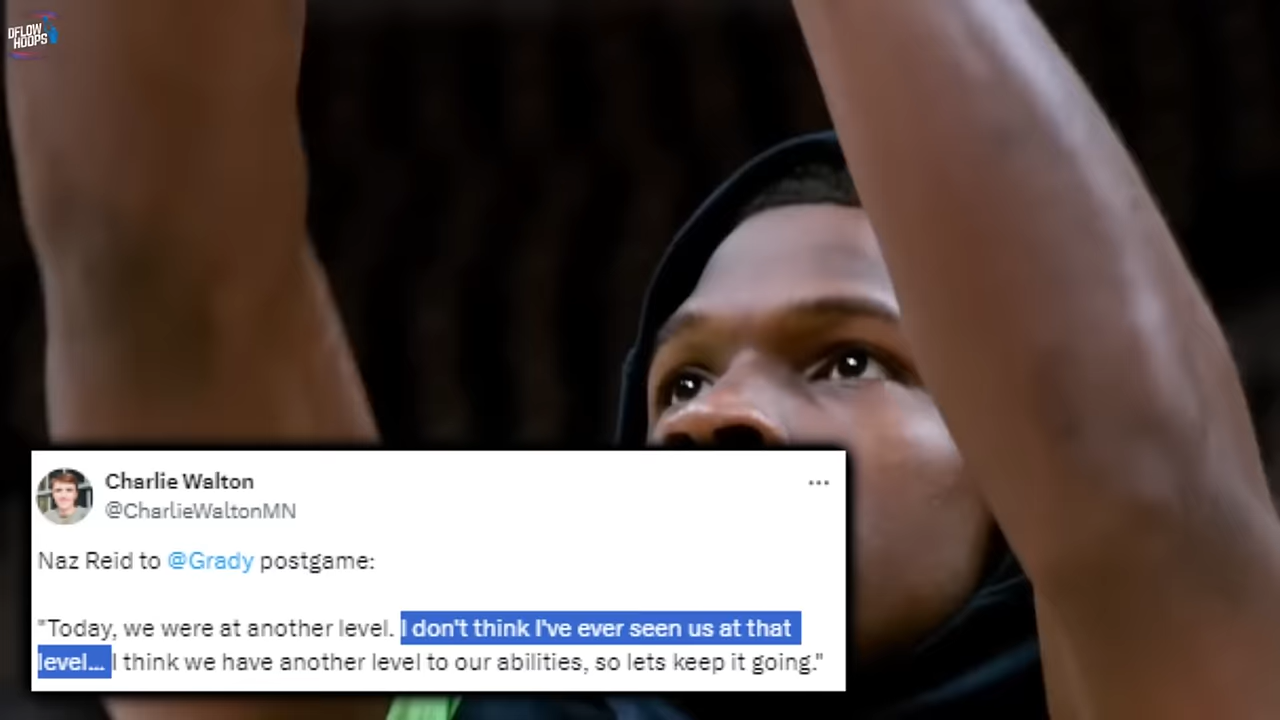 DFLOW
HOOPS
Charlie Walton
@CharlieWaltonMN
Naz Reid to @Grady postgame:
"Today, we were at another level. I don't think I've ever seen us at that
level... I think we have another level to our abilities, so lets keep it going."